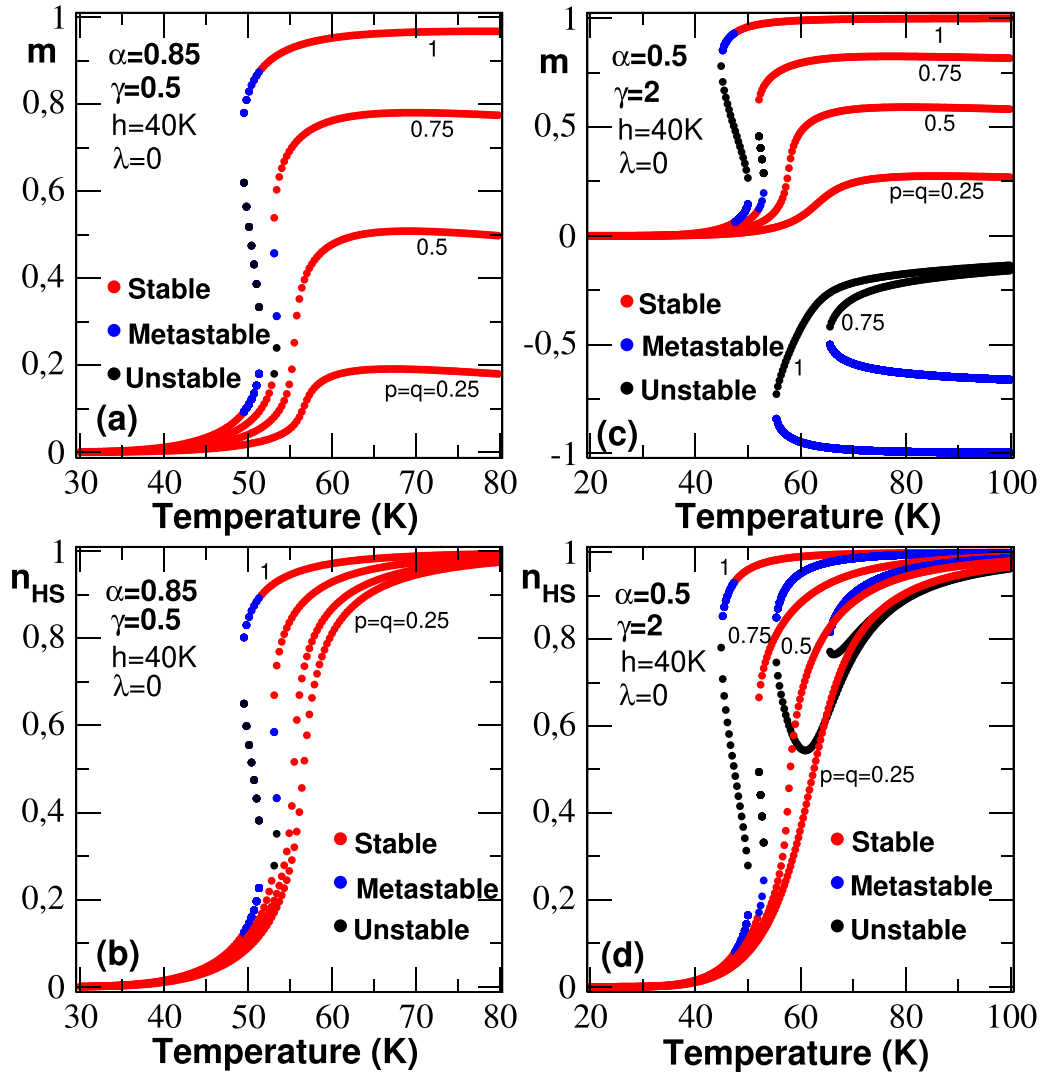 1
m
α=0.85
γ=0.5
h=40K
λ=0
0,8
0,6
0,4
0,2
0
1
0.75
0.5
p=q=0.25
Stable
Metastable
Unstable
(a)
30 40 50 60 70 80
Temperature (K)
1
m
α=0.5
γ=2
h=40K
λ=0
0,5
0
-0,5
-1
1
0.75
0.5
p=q=0.25
Stable
Metastable
Unstable
0.75
1
(c)
20 40 60 80 100
Temperature (K)
1
nHS
α=0.85
γ=0.5
h=40K
λ=0
0,8
0,6
0,4
0,2
0
1
p=q=0.25
Stable
Metastable
Unstable
(b)
30 40 50 60 70 80
Temperature (K)
1
nHS
α=0.5
γ=2
h=40K
λ=0
0,8
0,6
0,4
0,2
0
1
0.75
0.5
1
p=q=0.25
Stable
Metastable
Unstable
(d)
20 40 60 80 100
Temperature (K)